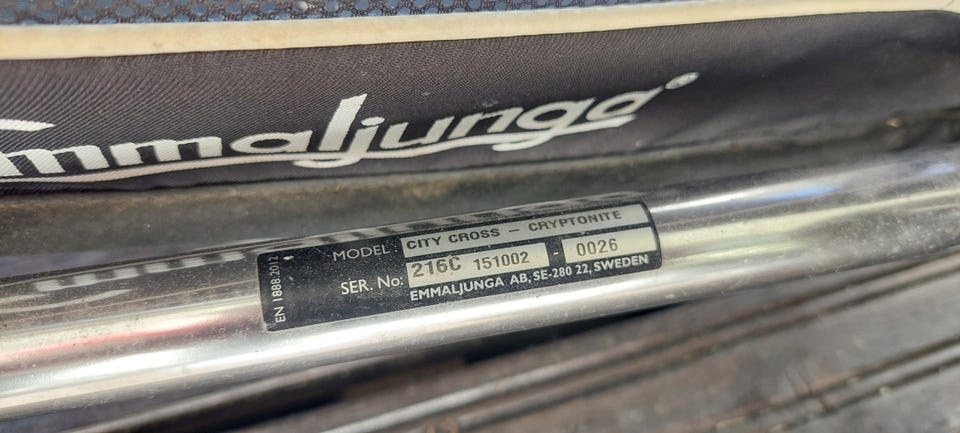 Emmaljunga®
MODEL: CITY CROSS - CRYPTONITE
SER. No: 216C 151002 - 0026
EMMALJUNGA AB, SE-280 22, SWEDEN
EN 1888:2012